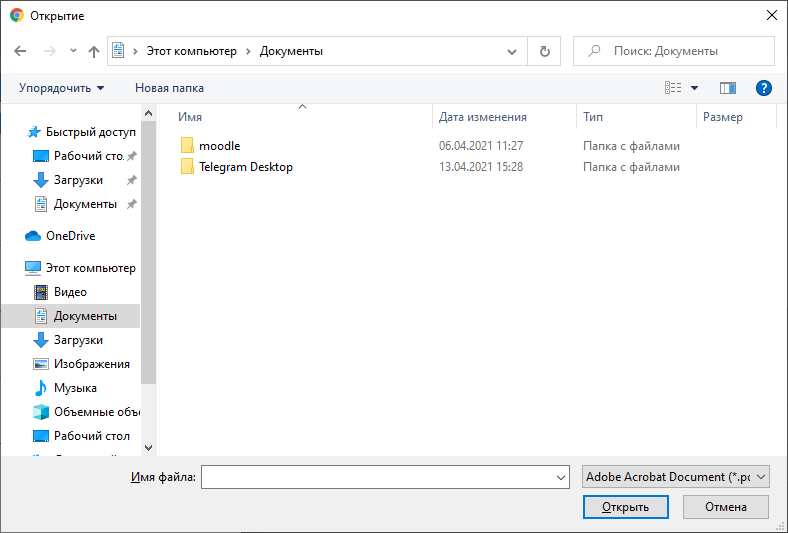 Открытие
Этот компьютер
Документы
Поиск: Документы
Упорядочить
Новая папка
Имя
Дата изменения
Тип
Размер
Быстрый доступ
Рабочий сто.
Загрузки
Документы
OneDrive
Этот компьютер
Видео
Документы
Загрузки
Изображения
Музыка
Объемные объ
Рабочий стол
moodle 06.04.2021 11:27 Папка с файлами
Telegram Desktop 13.04.2021 15:28 Папка с файлами
Имя файла:
Adobe Acrobat Document (*.pc
Открыть
Отмена